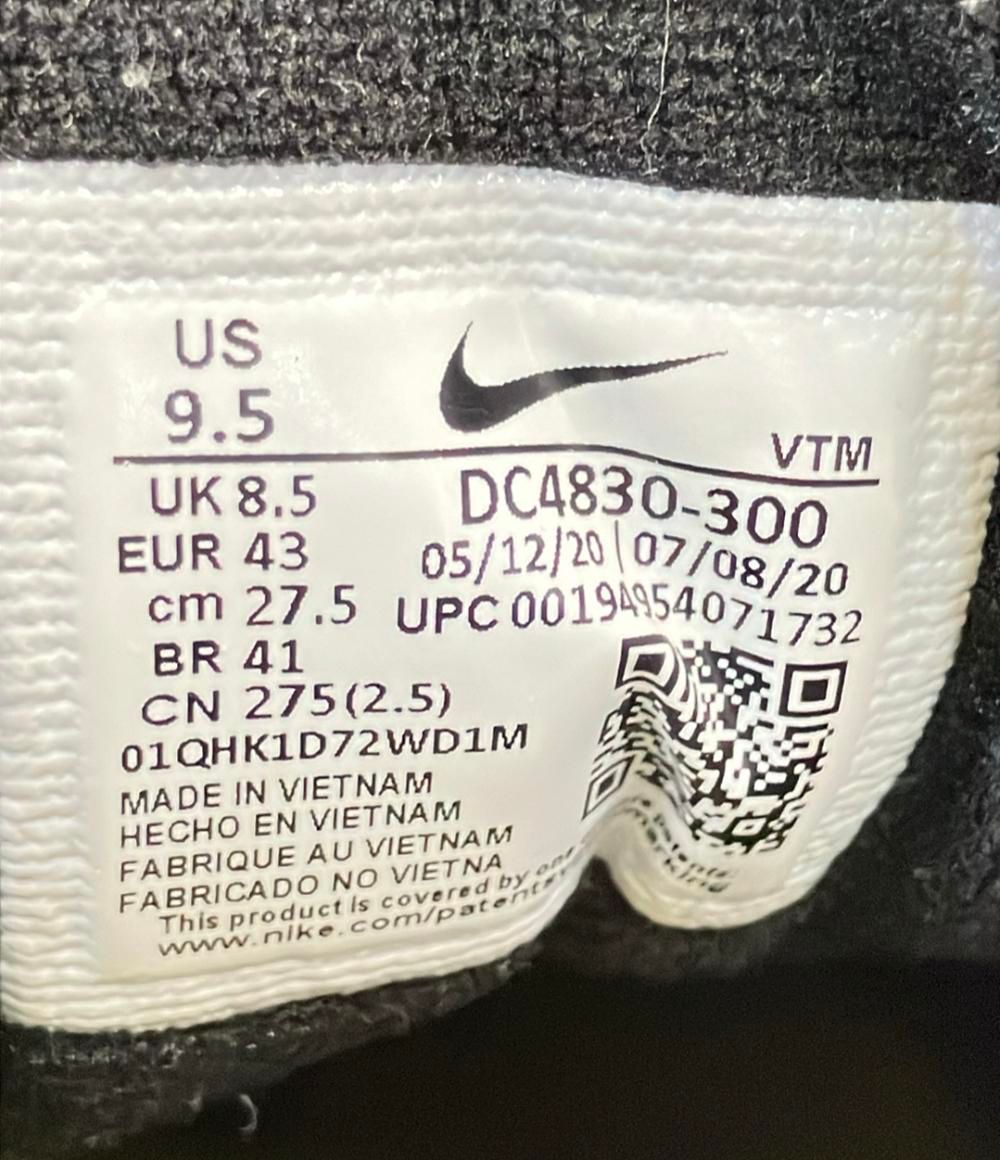 US
9.5
VTM
UK 8.5
DC4830-300
EUR 43
05/12/20 | 07/08/20
cm 27.5
UPC 00194954071732
BR 41
CN 275(2.5)
01QHK1D72WD1M
MADE IN VIETNAM
HECHO EN VIETNAM
FABRIQUE AU VIETNAM
FABRICADO NO VIETNA
This product is covered by one
www.nike.com/patents